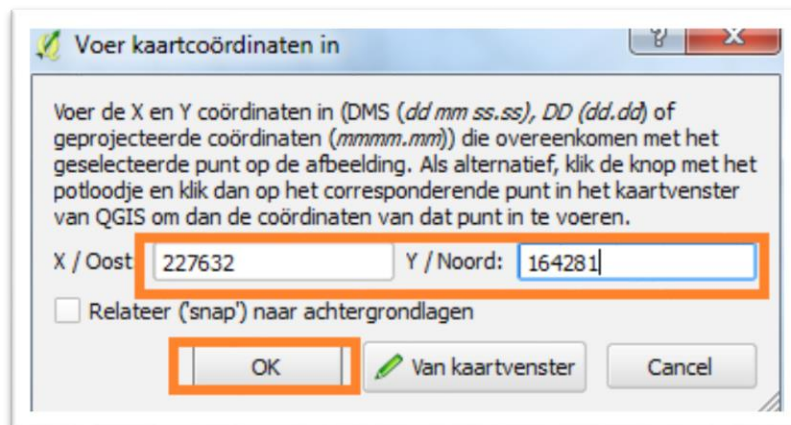 Voer kaartcoördinaten in
Voer de X en Y coördinaten in (DMS (dd mm ss.ss), DD (dd.dd) of
geprojecteerde coördinaten (mmmm.mm)) die overeenkomen met het
geselecteerde punt op de afbeelding. Als alternatief, klik de knop met het
potloodje en klik dan op het corresponderende punt in het kaartvenster
van QGIS om dan de coördinaten van dat punt in te voeren.
X / Oost: 227632 Y / Noord: 164281
Relateer ('snap') naar achtergrondlagen
OK Van kaartvenster Cancel